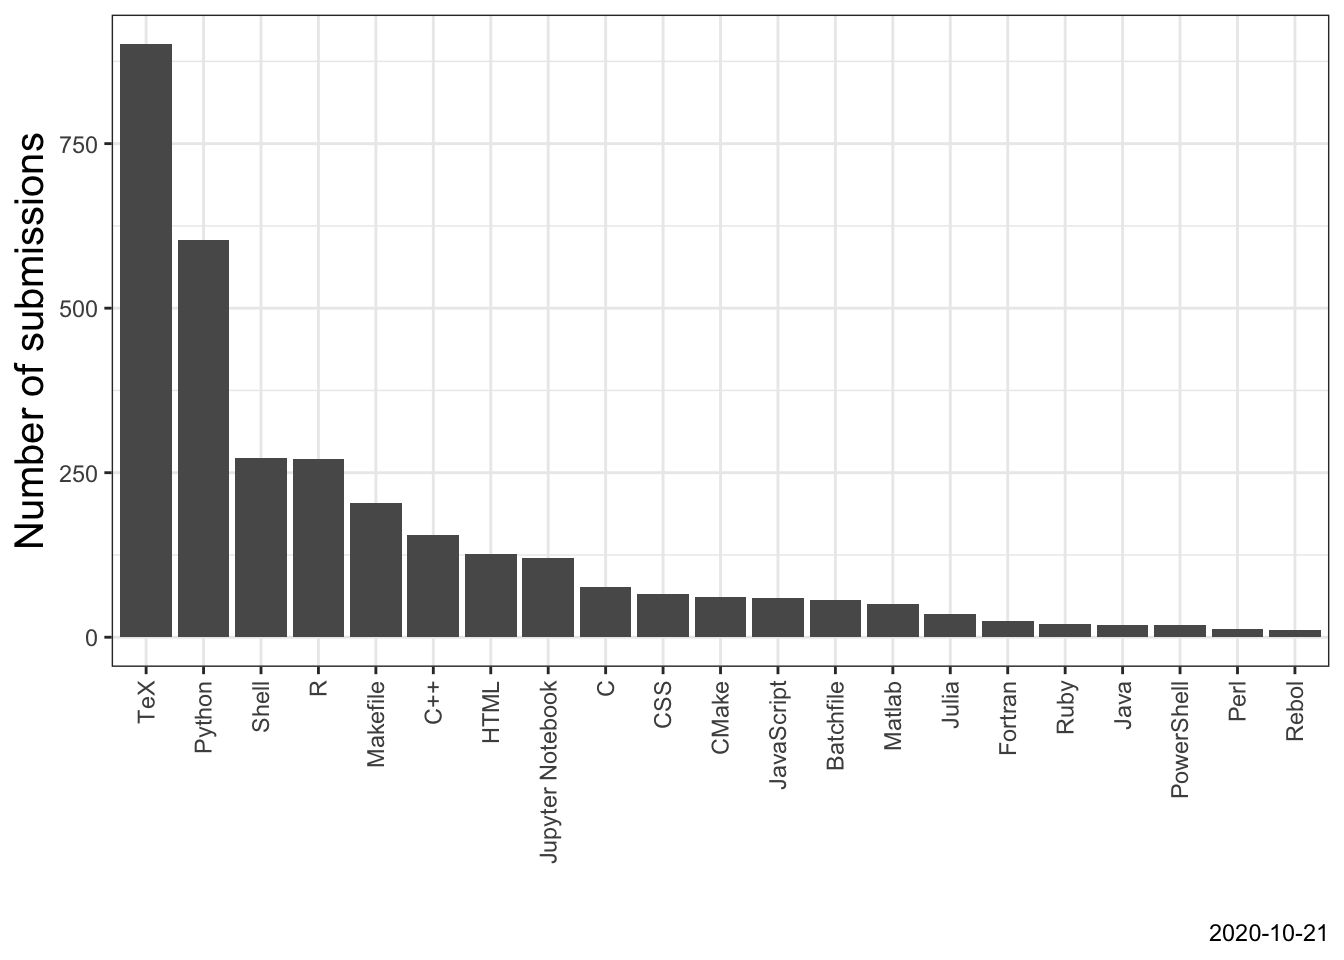 Number of submissions
750
500
250
0
TeX
Python
Shell
R
Makefile
C++
HTML
Jupyter Notebook
C
CSS
CMake
JavaScript
Batchfile
Matlab
Julia
Fortran
Ruby
Java
PowerShell
Perl
Rebol
2020-10-21